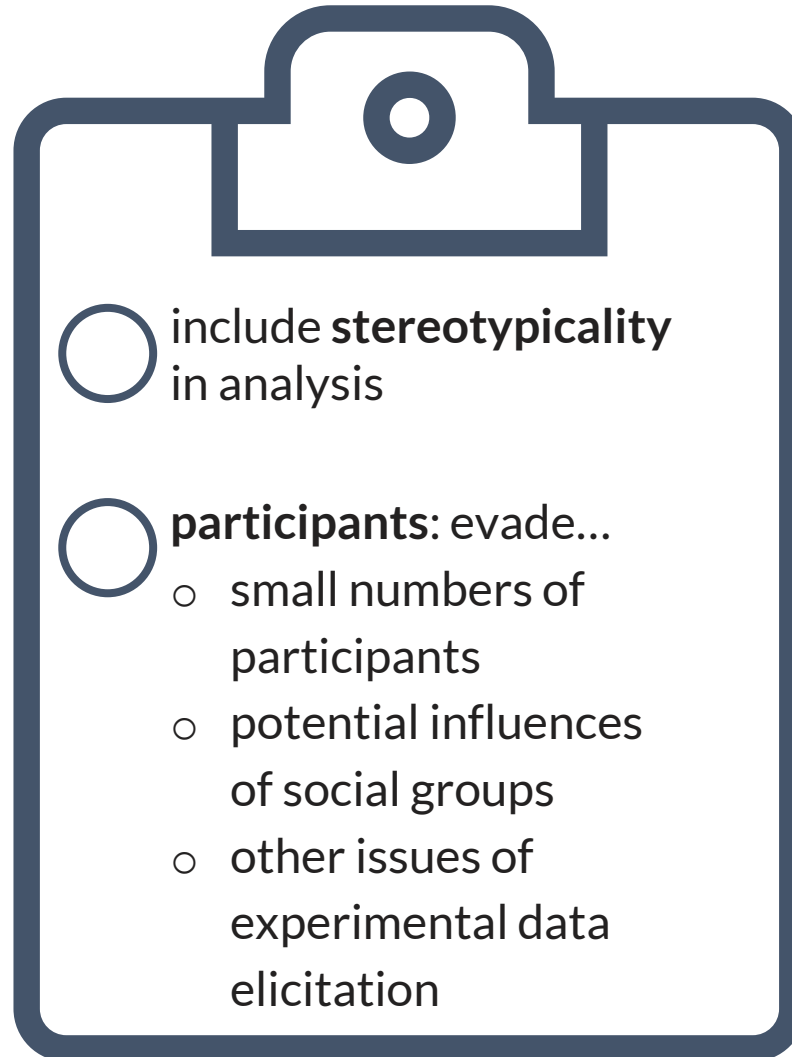 include stereotypicality
in analysis
participants: evade...
o small numbers of
participants
o potential influences
of social groups
o other issues of
experimental data
elicitation